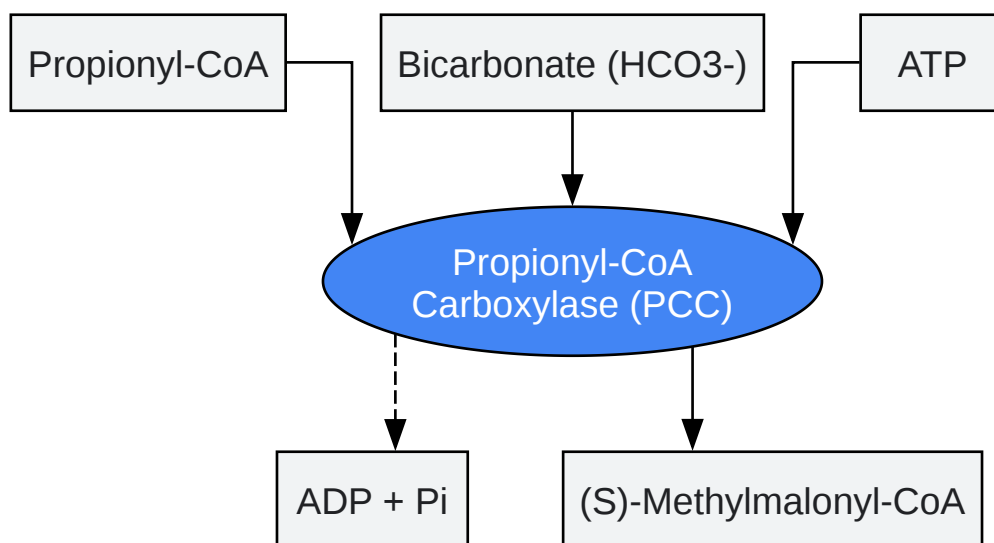 Propionyl-CoA
Bicarbonate (HCO3-)
ATP
Propionyl-CoA
Carboxylase (PCC)
ADP + Pi
(S)-Methylmalonyl-CoA